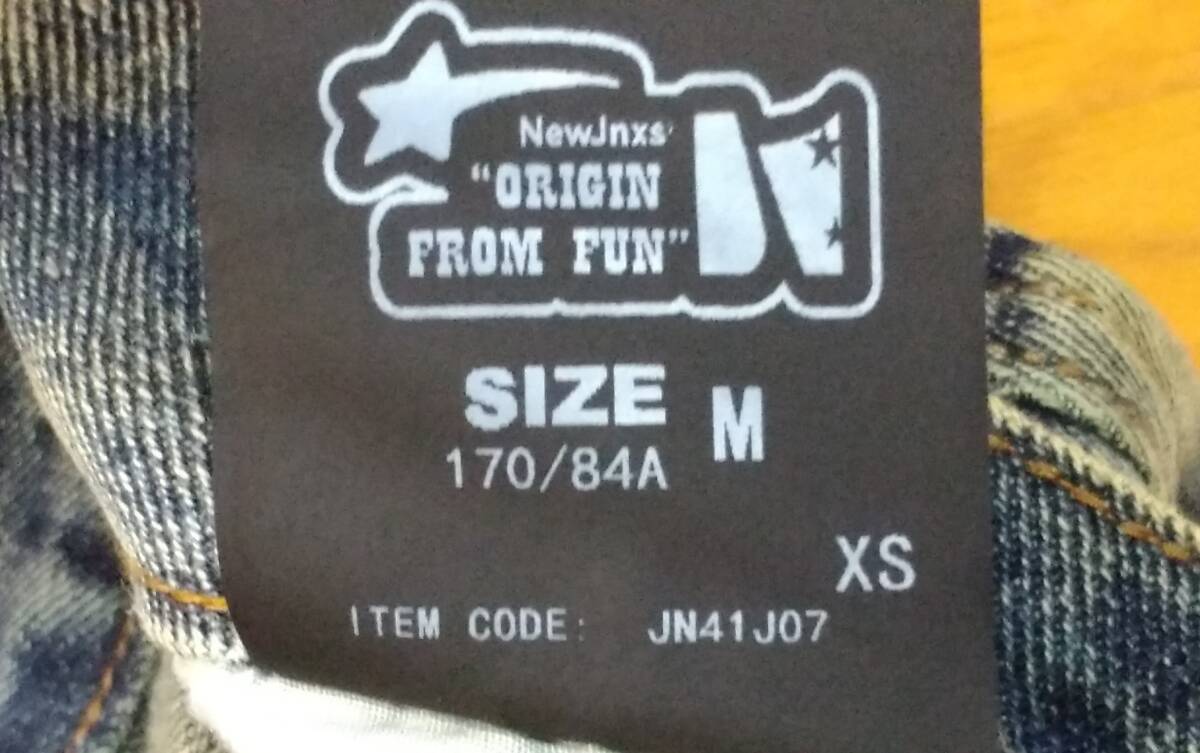 NewJnxs'
"ORIGIN
FROM FUN"
SIZE M
170/84A
XS
ITEM CODE: JN41J07